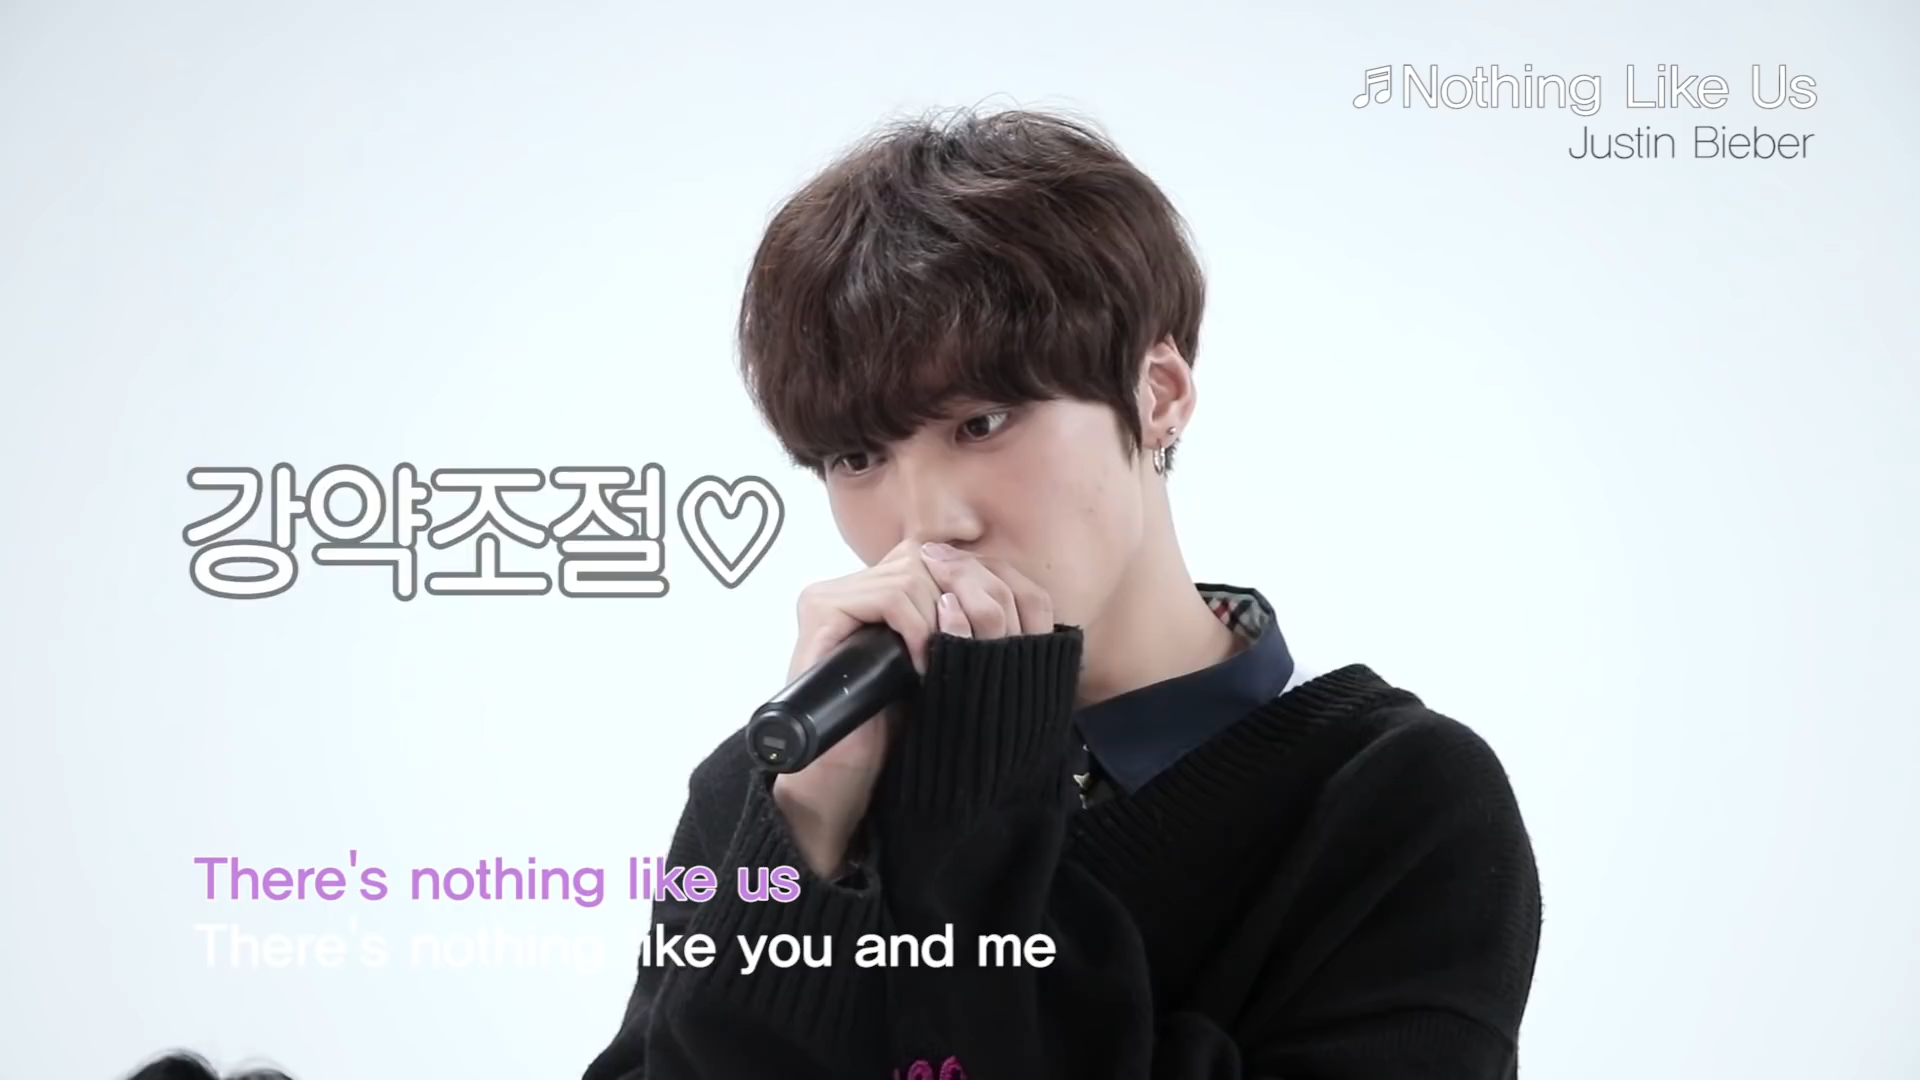 ♬Nothing Like Us
Justin Bieber
강약조절♡
There's nothing like us
There's nothing like you and me